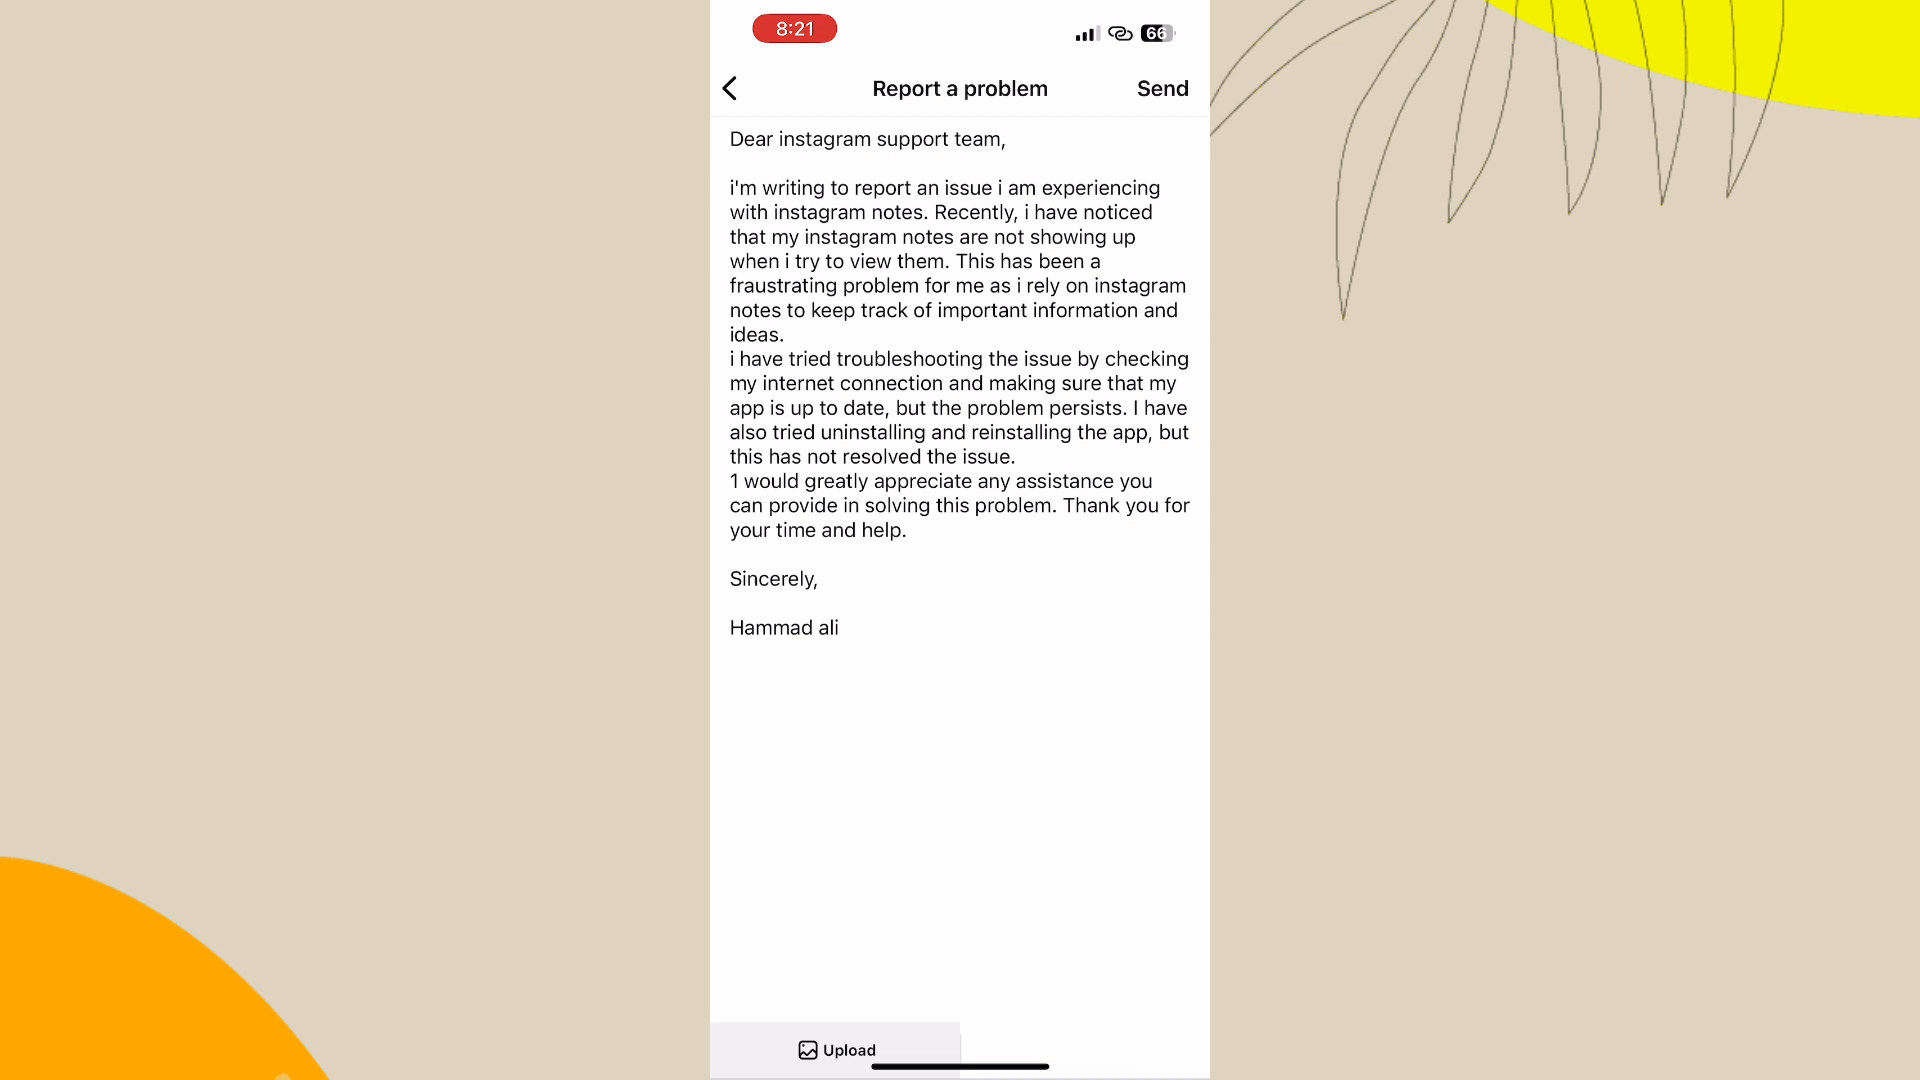 8:21
66
Report a problem
Send
Dear instagram support team,
i'm writing to report an issue i am experiencing
with instagram notes. Recently, i have noticed
that my instagram notes are not showing up
when i try to view them. This has been a
fraustrating problem for me as i rely on instagram
notes to keep track of important information and
ideas.
i have tried troubleshooting the issue by checking
my internet connection and making sure that my
app is up to date, but the problem persists. I have
also tried uninstalling and reinstalling the app, but
this has not resolved the issue.
1 would greatly appreciate any assistance you
can provide in solving this problem. Thank you for
your time and help.
Sincerely,
Hammad ali
Upload